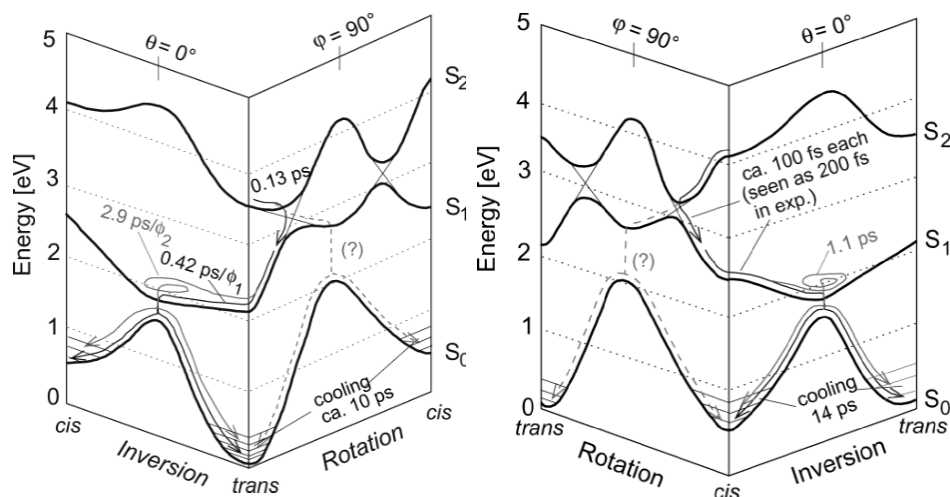 5
4
3
2
1
0
Energy [eV]
θ = 0°
φ = 90°
S2
S1
S0
0.13 ps
2.9 ps/ϕ2
0.42 ps/ϕ1
(?)
cooling
ca. 10 ps
cis
Inversion
trans
Rotation
cis
5
4
3
2
1
0
Energy [eV]
φ = 90°
θ = 0°
S2
S1
S0
ca. 100 fs each
(seen as 200 fs
in exp.)
1.1 ps
(?)
cooling
14 ps
trans
Rotation
cis
Inversion
trans